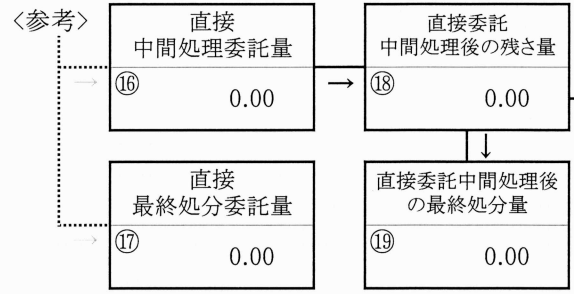 〈参考〉
直接
中間処理委託量
⑯
0.00
→
直接委託
中間処理後の残さ量
⑱
0.00
→
↓
直接
最終処分委託量
⑰
0.00
→
直接委託中間処理後
の最終処分量
⑲
0.00